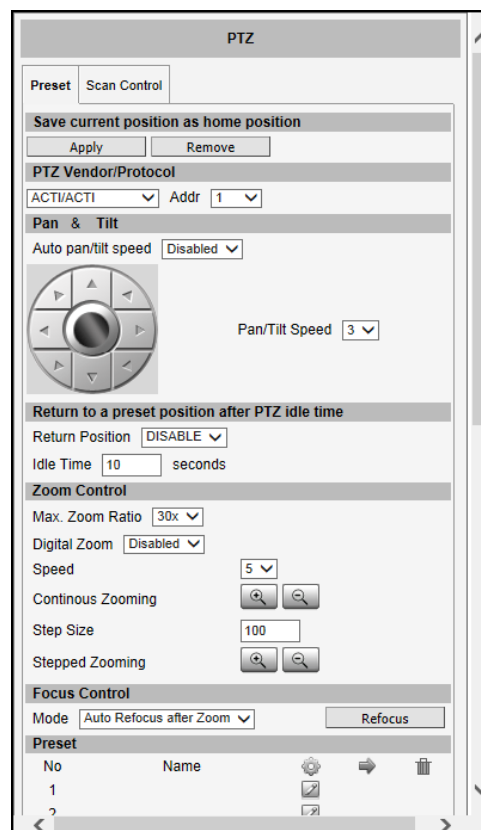 PTZ
Preset Scan Control
Save current position as home position
Apply Remove
PTZ Vendor/Protocol
ACTI/ACTI Addr 1
Pan & Tilt
Auto pan/tilt speed Disabled
Pan/Tilt Speed 3
Return to a preset position after PTZ idle time
Return Position DISABLE
Idle Time 10 seconds
Zoom Control
Max. Zoom Ratio 30x
Digital Zoom Disabled
Speed 5
Continous Zooming
Step Size 100
Stepped Zooming
Focus Control
Mode Auto Refocus after Zoom Refocus
Preset
No Name
1
2